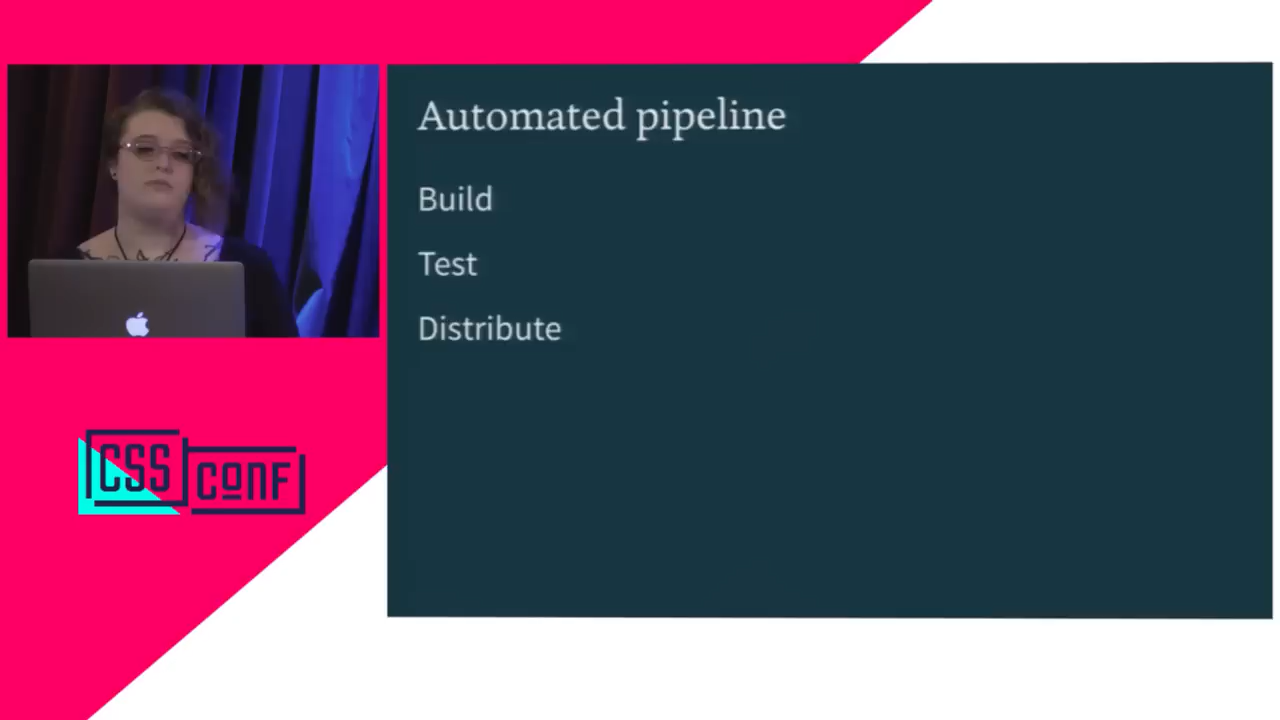 Automated pipeline
Build
Test
Distribute
CSS
CONF